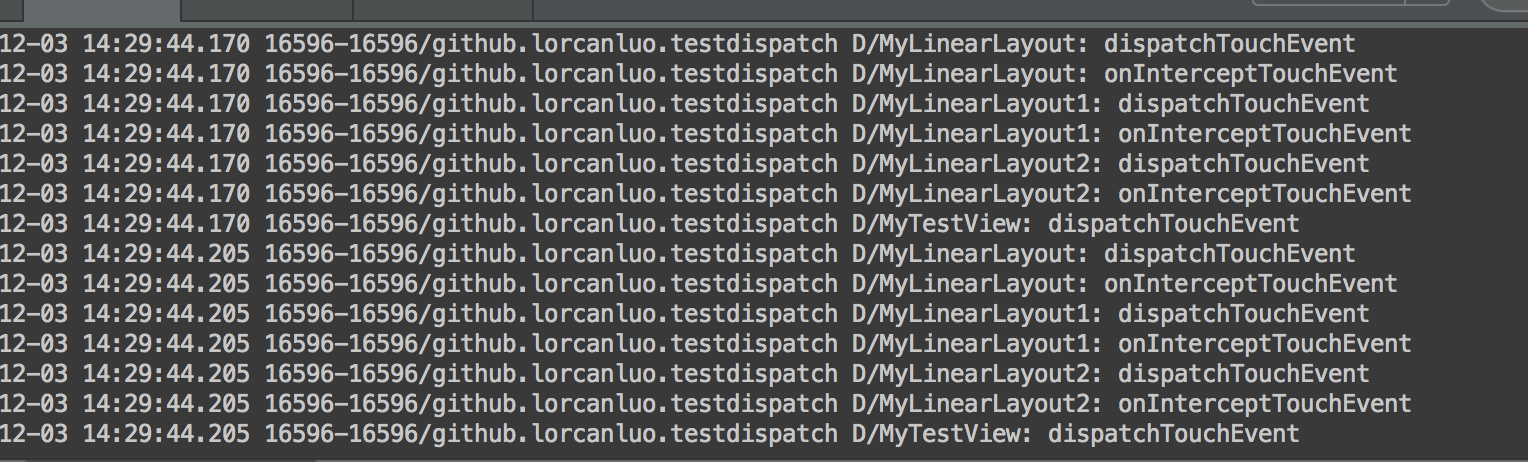 12-03 14:29:44.170 16596-16596/github.lorcanluo.testdispatch D/MyLinearLayout: dispatchTouchEvent
12-03 14:29:44.170 16596-16596/github.lorcanluo.testdispatch D/MyLinearLayout: onInterceptTouchEvent
12-03 14:29:44.170 16596-16596/github.lorcanluo.testdispatch D/MyLinearLayout1: dispatchTouchEvent
12-03 14:29:44.170 16596-16596/github.lorcanluo.testdispatch D/MyLinearLayout1: onInterceptTouchEvent
12-03 14:29:44.170 16596-16596/github.lorcanluo.testdispatch D/MyLinearLayout2: dispatchTouchEvent
12-03 14:29:44.170 16596-16596/github.lorcanluo.testdispatch D/MyLinearLayout2: onInterceptTouchEvent
12-03 14:29:44.170 16596-16596/github.lorcanluo.testdispatch D/MyTestView: dispatchTouchEvent
12-03 14:29:44.205 16596-16596/github.lorcanluo.testdispatch D/MyLinearLayout: dispatchTouchEvent
12-03 14:29:44.205 16596-16596/github.lorcanluo.testdispatch D/MyLinearLayout: onInterceptTouchEvent
12-03 14:29:44.205 16596-16596/github.lorcanluo.testdispatch D/MyLinearLayout1: dispatchTouchEvent
12-03 14:29:44.205 16596-16596/github.lorcanluo.testdispatch D/MyLinearLayout1: onInterceptTouchEvent
12-03 14:29:44.205 16596-16596/github.lorcanluo.testdispatch D/MyLinearLayout2: dispatchTouchEvent
12-03 14:29:44.205 16596-16596/github.lorcanluo.testdispatch D/MyLinearLayout2: onInterceptTouchEvent
12-03 14:29:44.205 16596-16596/github.lorcanluo.testdispatch D/MyTestView: dispatchTouchEvent